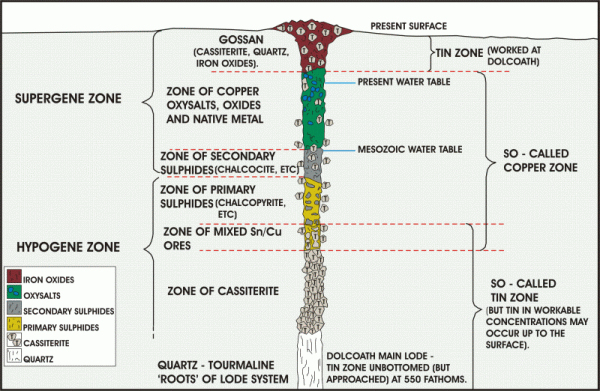 PRESENT SURFACE
GOSSAN
(CASSITERITE, QUARTZ,
IRON OXIDES).
TIN ZONE (WORKED AT
DOLCOATH)
PRESENT WATER TABLE
SUPERGENE ZONE
ZONE OF COPPER
OXYSALTS, OXIDES
AND NATIVE METAL
MESOZOIC WATER TABLE
SO - CALLED
COPPER ZONE
ZONE OF SECONDARY
SULPHIDES (CHALCOCITE, ETC)
ZONE OF PRIMARY
SULPHIDES (CHALCOPYRITE,
ETC)
ZONE OF MIXED Sn/Cu
ORES
HYPOGENE ZONE
ZONE OF CASSITERITE
SO - CALLED
TIN ZONE
(BUT TIN IN WORKABLE
CONCENTRATIONS MAY
OCCUR UP TO THE
SURFACE).
IRON OXIDES
OXYSALTS
SECONDARY SULPHIDES
PRIMARY SULPHIDES
CASSITERITE
QUARTZ
QUARTZ - TOURMALINE
'ROOTS' OF LODE SYSTEM
DOLCOATH MAIN LODE -
TIN ZONE UNBOTTOMED (BUT
APPROACHED) AT 550 FATHOMS.